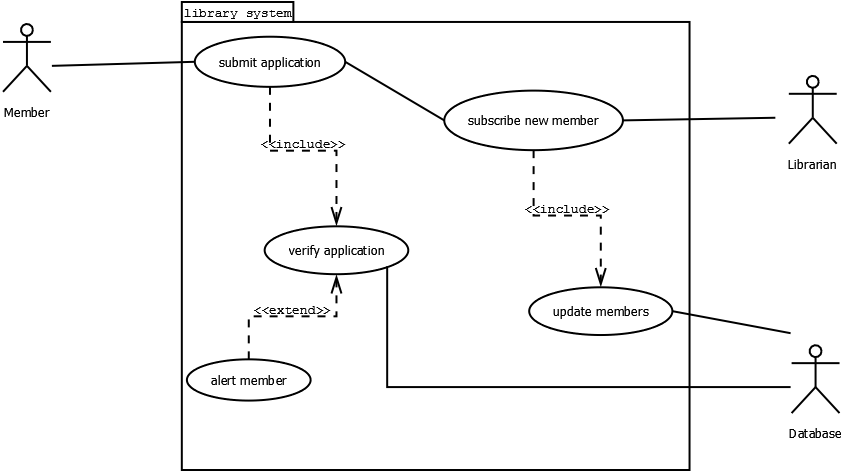 library system
submit application
Member
subscribe new member
<<include>>
Librarian
<<include>>
verify application
<<extend>>
update members
alert member
Database